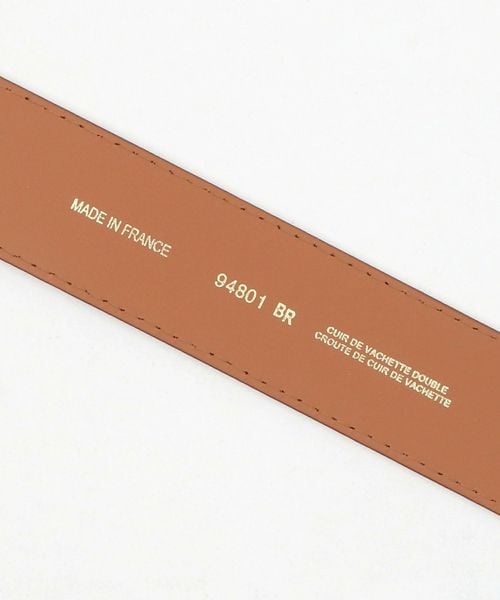 MADE IN FRANCE
94801 BR
CUIR DE VACHETTE DOUBLE
CROUTE DE CUIR DE VACHETTE